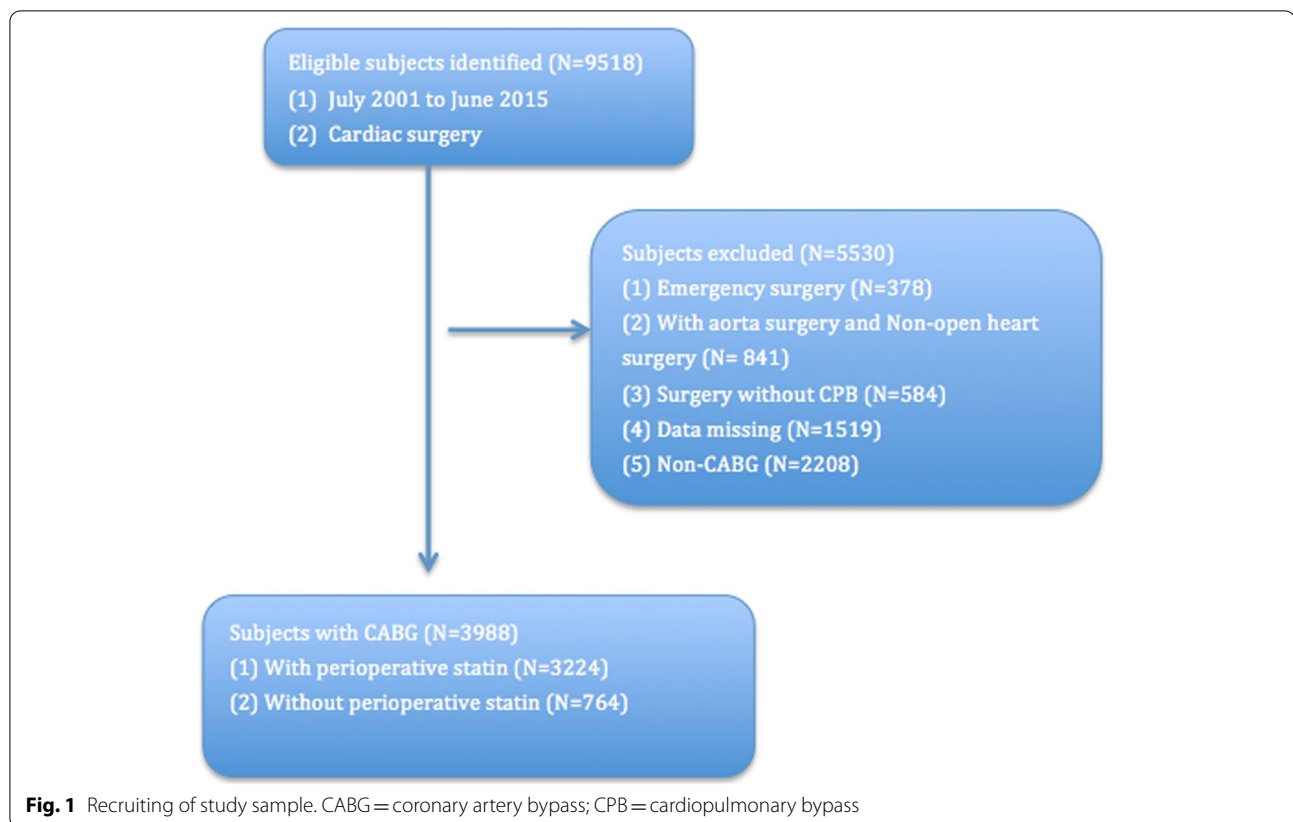 Eligible subjects identified (N=9518)
(1) July 2001 to June 2015
(2) Cardiac surgery
Subjects excluded (N=5530)
(1) Emergency surgery (N=378)
(2) With aorta surgery and Non-open heart
surgery (N= 841)
(3) Surgery without CPB (N=584)
(4) Data missing (N=1519)
(5) Non-CABG (N=2208)
Subjects with CABG (N=3988)
(1) With perioperative statin (N=3224)
(2) Without perioperative statin (N=764)
Fig. 1 Recruiting of study sample. CABG = coronary artery bypass; CPB = cardiopulmonary bypass